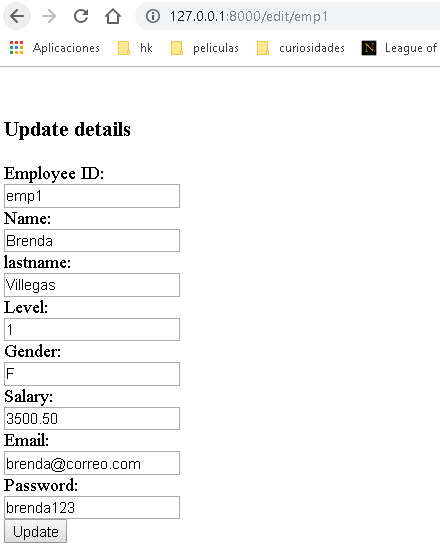 127.0.0.1:8000/edit/emp1
Aplicaciones hk peliculas curiosidades N League of
Update details
Employee ID:
emp1
Name:
Brenda
lastname:
Villegas
Level:
1
Gender:
F
Salary:
3500.50
Email:
brenda@correo.com
Password:
brenda123
Update